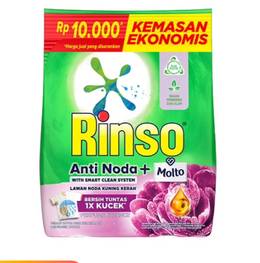 Rp 10.000*
*Harga jual yang disarankan
KEMASAN
EKONOMIS
Rinso
Anti Noda +
Molto
WITH SMART CLEAN SYSTEM
LAWAN NODA KUNING KERAH
BERSIH TUNTAS
1X KUCEK*